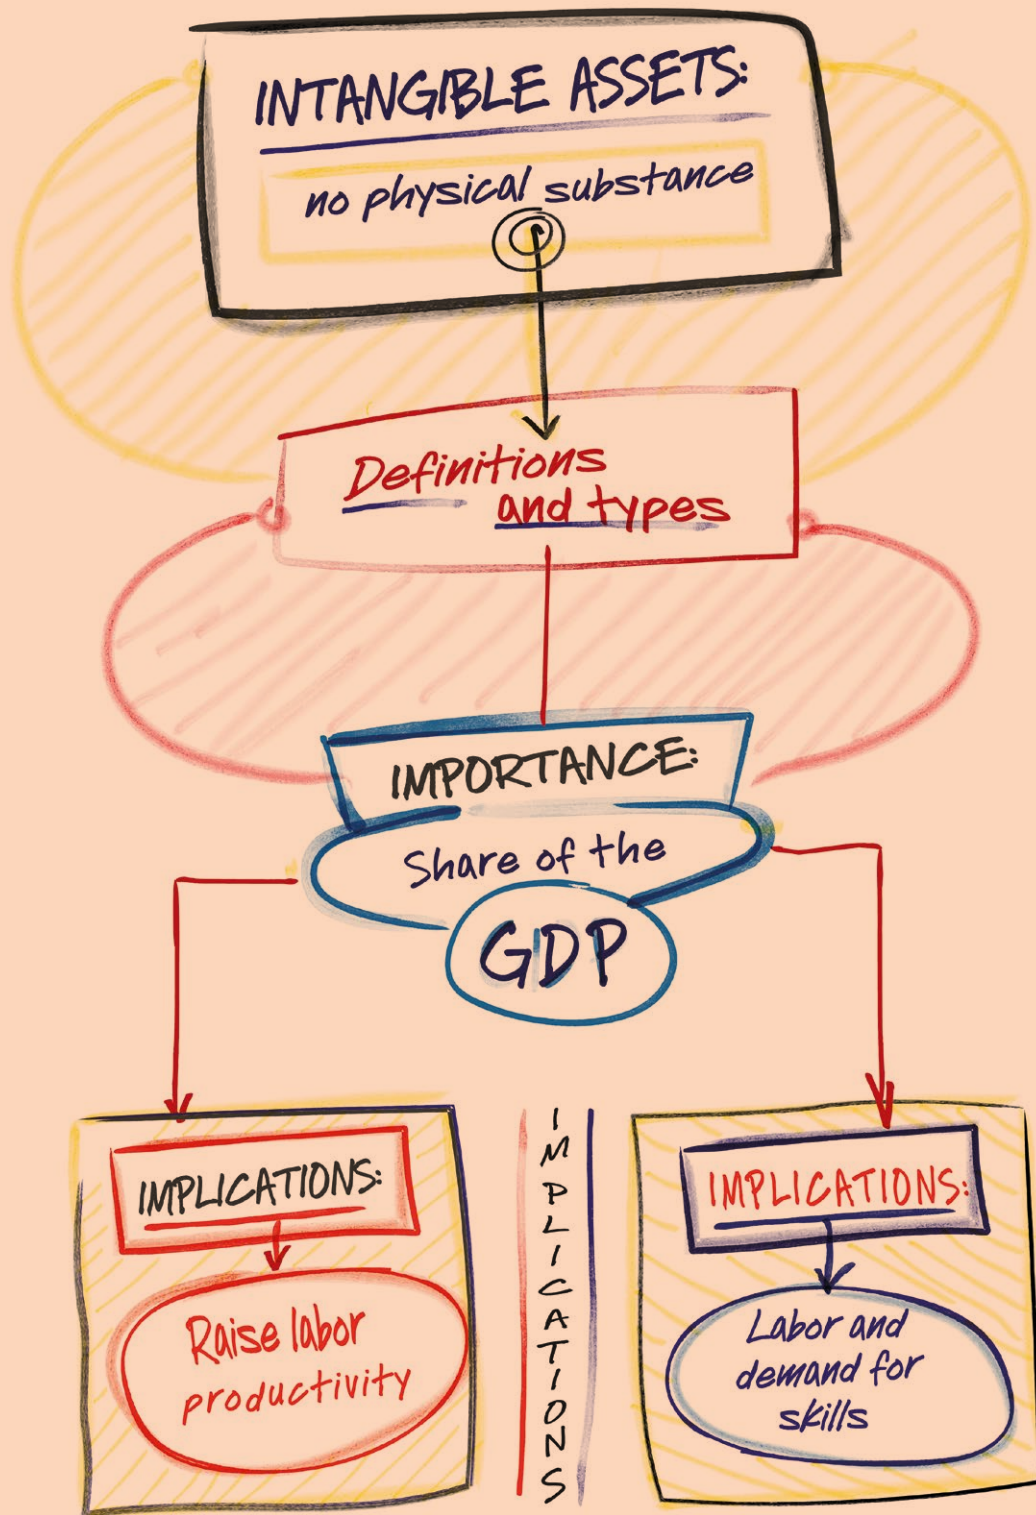 INTANGIBLE ASSETS:
no physical substance
Definitions
and types
IMPORTANCE:
Share of the
GDP
IMPLICATIONS:
Raise labor
productivity
IMPLICATIONS
IMPLICATIONS:
Labor and
demand for
skills